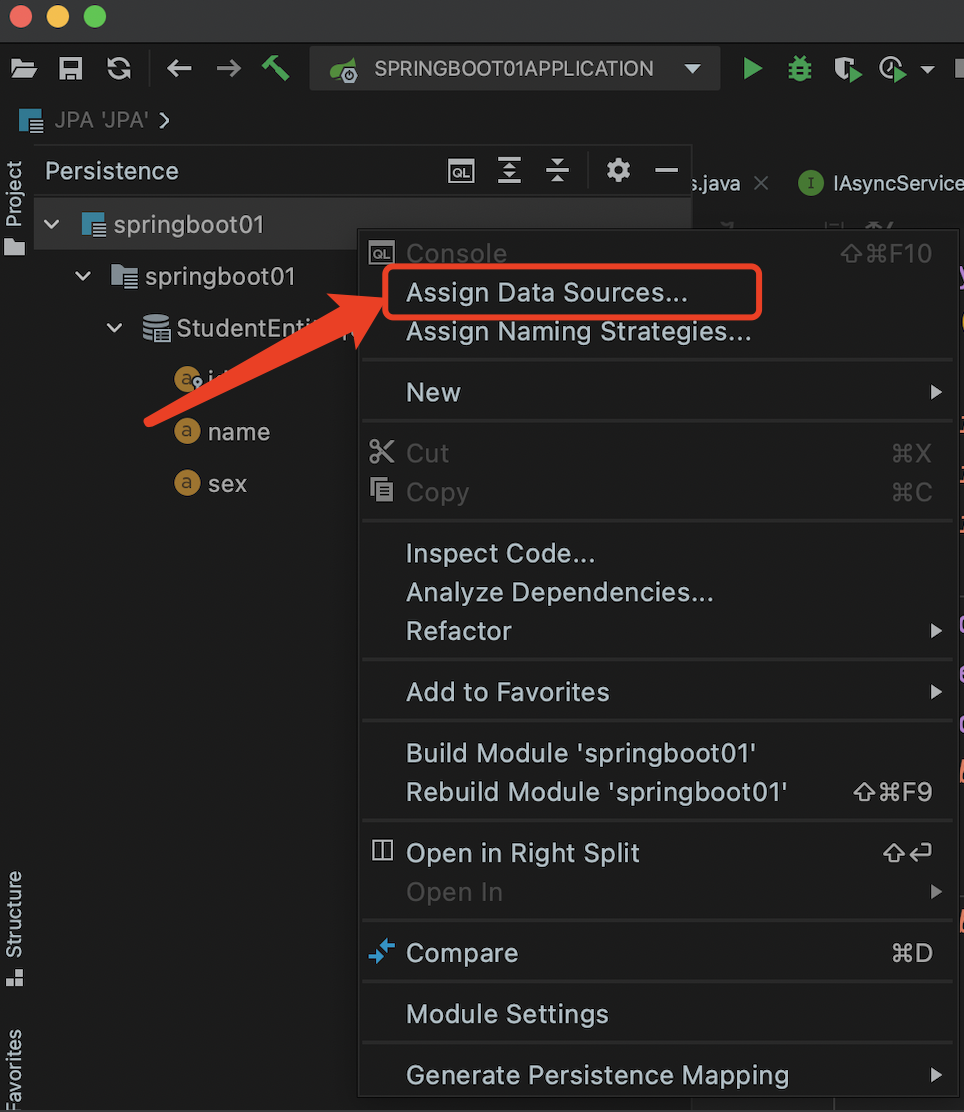 SPRINGBOOT01APPLICATION
JPA 'JPA'
Project
Persistence
QL
s.java
IAsyncService
springboot01
springboot01
StudentEnti
a
a name
a sex
QL Console ⇧⌘F10
Assign Data Sources...
Assign Naming Strategies...
New
Cut ⌘X
Copy ⌘C
Inspect Code...
Analyze Dependencies...
Refactor
Add to Favorites
Build Module 'springboot01'
Rebuild Module 'springboot01' ⇧⌘F9
Open in Right Split ⇧↩
Open In
Compare ⌘D
Module Settings
Generate Persistence Mapping
Structure
Favorites